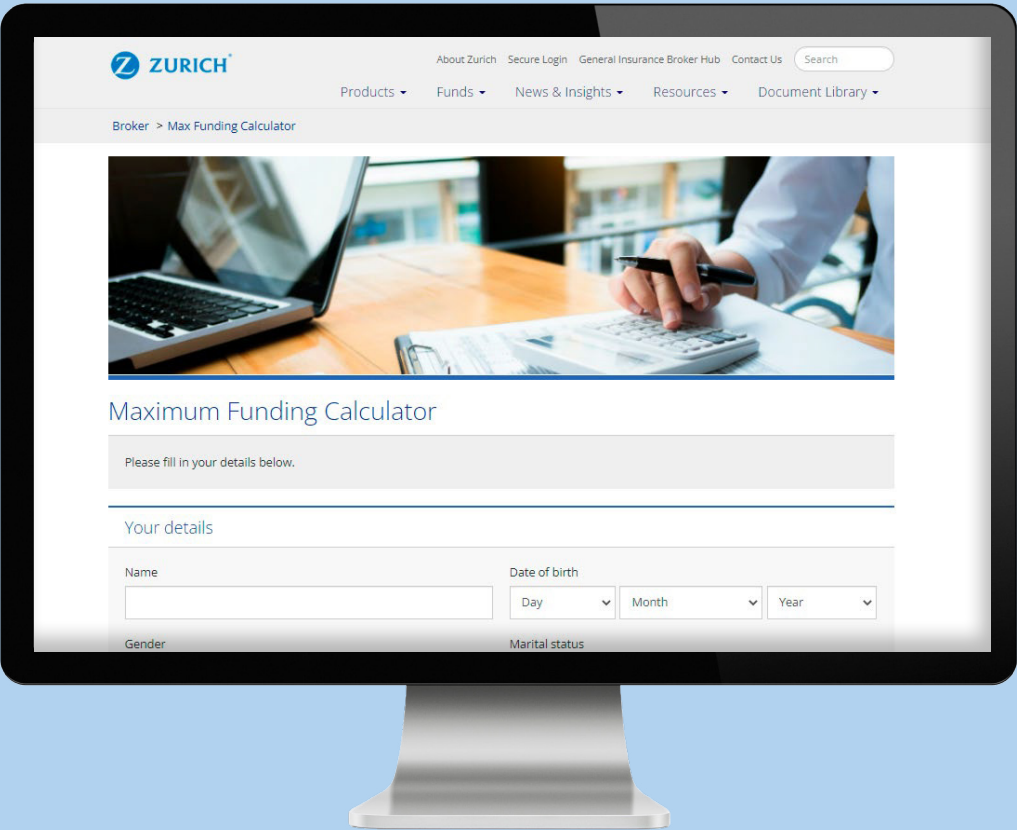 ZURICH
About Zurich Secure Login General Insurance Broker Hub Contact Us Search
Products Funds News & Insights Resources Document Library
Broker > Max Funding Calculator
Maximum Funding Calculator
Please fill in your details below.
Your details
Name Date of birth
Day Month Year
Gender Marital status